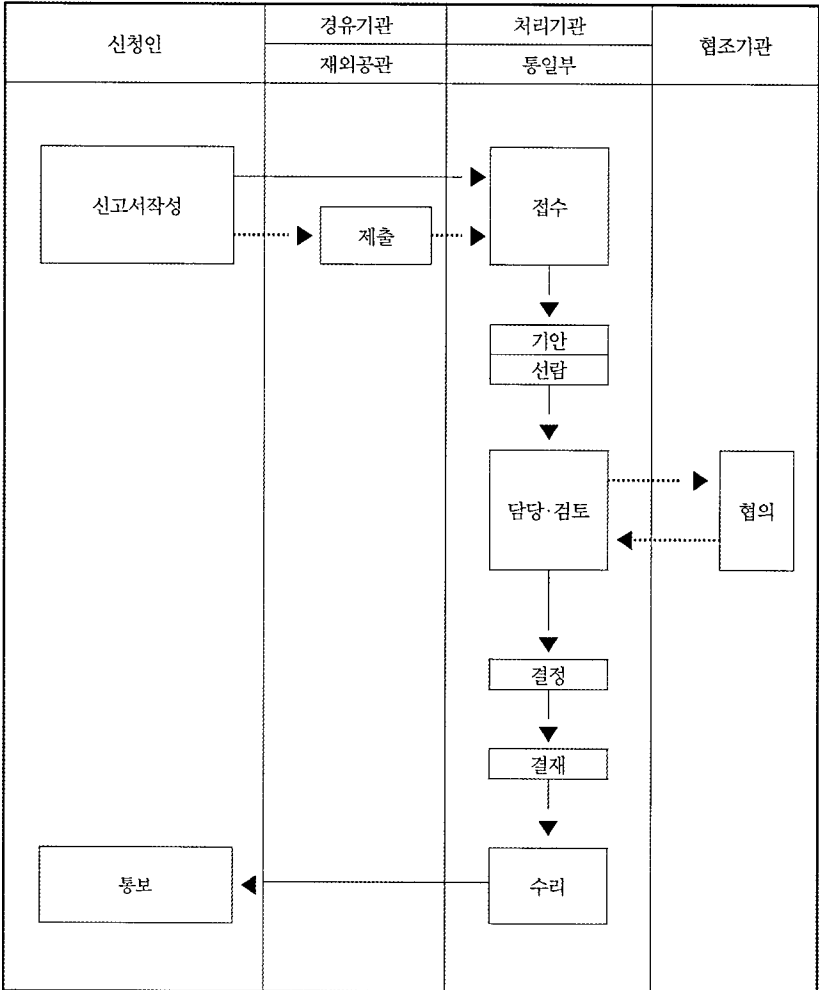 신청인
경유기관
처리기관
협조기관
재외공관
통일부
신고서작성
접수
제출
기안
선람
담당·검토
협의
결정
결재
통보
수리